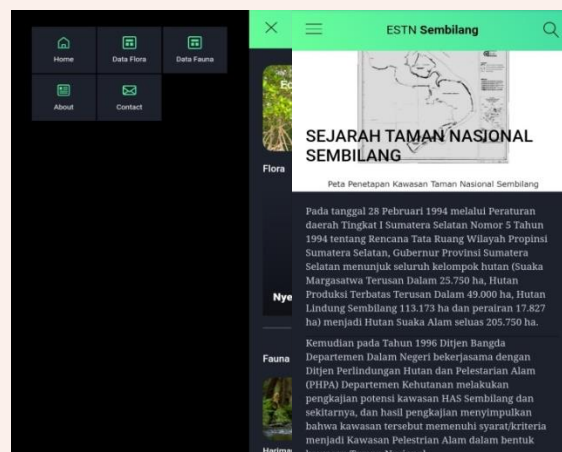 Home
Data Flora
Data Fauna
About
Contact
Flora
Nye
Fauna
Harimau
ESTN Sembilang
SEJARAH TAMAN NASIONAL
SEMBILANG
Peta Penetapan Kawasan Taman Nasional Sembilang
Pada tanggal 28 Pebruari 1994 melalui Peraturan
daerah Tingkat I Sumatera Selatan Nomor 5 Tahun
1994 tentang Rencana Tata Ruang Wilayah Propinsi
Sumatera Selatan, Gubernur Provinsi Sumatera
Selatan menunjuk seluruh kelompok hutan (Suaka
Margasatwa Terusan Dalam 25.750 ha, Hutan
Produksi Terbatas Terusan Dalam 49.000 ha, Hutan
Lindung Sembilang 113.173 ha dan perairan 17.827
ha) menjadi Hutan Suaka Alam seluas 205.750 ha.
Kemudian pada Tahun 1996 Ditjen Bangda
Departemen Dalam Negeri bekerjasama dengan
Ditjen Perlindungan Hutan dan Pelestarian Alam
(PHPA) Departemen Kehutanan melakukan
pengkajian potensi kawasan HAS Sembilang dan
sekitarnya, dan hasil pengkajian menyimpulkan
bahwa kawasan tersebut memenuhi syarat/kriteria
menjadi Kawasan Pelestrian Alam dalam bentuk